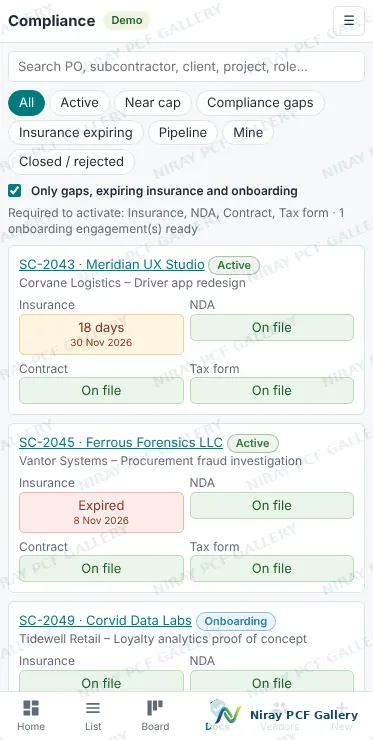 Compliance
Demo
Search PO, subcontractor, client, project, role...
All
Active
Near cap
Compliance gaps
Insurance expiring
Pipeline
Mine
Closed / rejected
Only gaps, expiring insurance and onboarding
Required to activate: Insurance, NDA, Contract, Tax form · 1
onboarding engagement(s) ready
SC-2043 · Meridian UX Studio Active
Corvane Logistics – Driver app redesign
Insurance
NDA
18 days
30 Nov 2026
On file
Contract
Tax form
On file
On file
SC-2045 · Ferrous Forensics LLC Active
Vantor Systems – Procurement fraud investigation
Insurance
NDA
Expired
8 Nov 2026
On file
Contract
Tax form
On file
On file
SC-2049 · Corvid Data Labs Onboarding
Tidewell Retail – Loyalty analytics proof of concept
Insurance
NDA
On file
On file
Home
List
Board
Docs
Vendors
New
Niray PCF Gallery
NIRAY PCF GALLERY